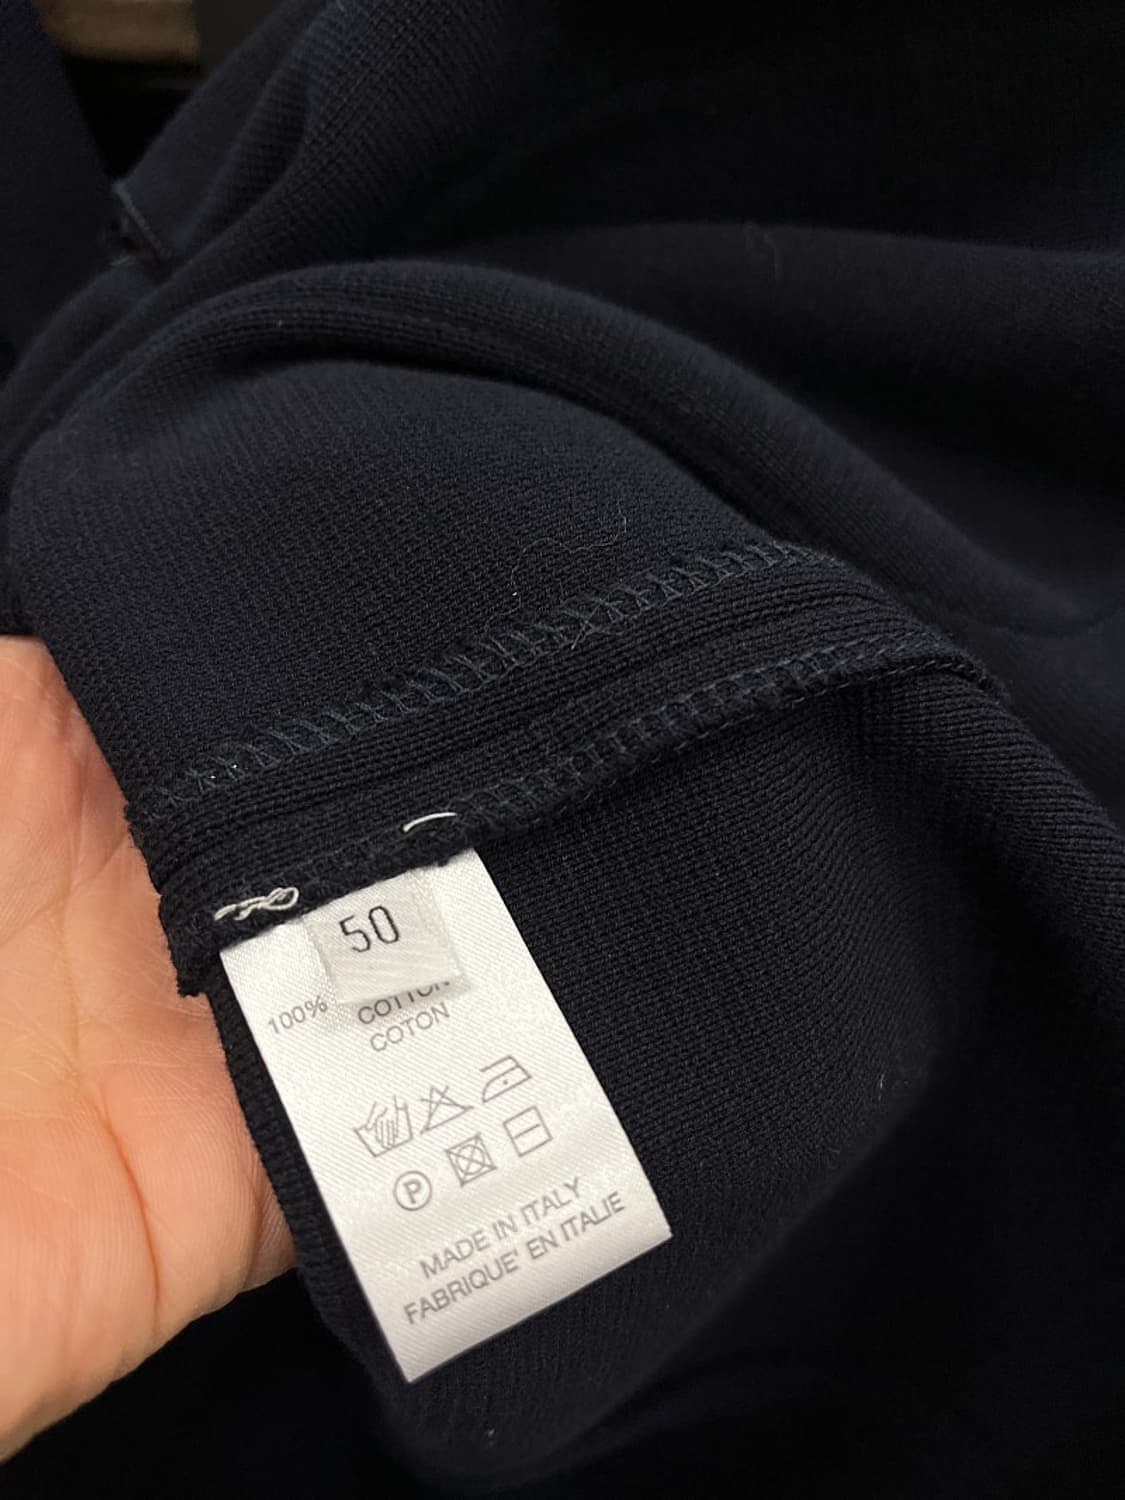 50
100% COTTON
COTON
P
MADE IN ITALY
FABRIQUE' EN ITALIE